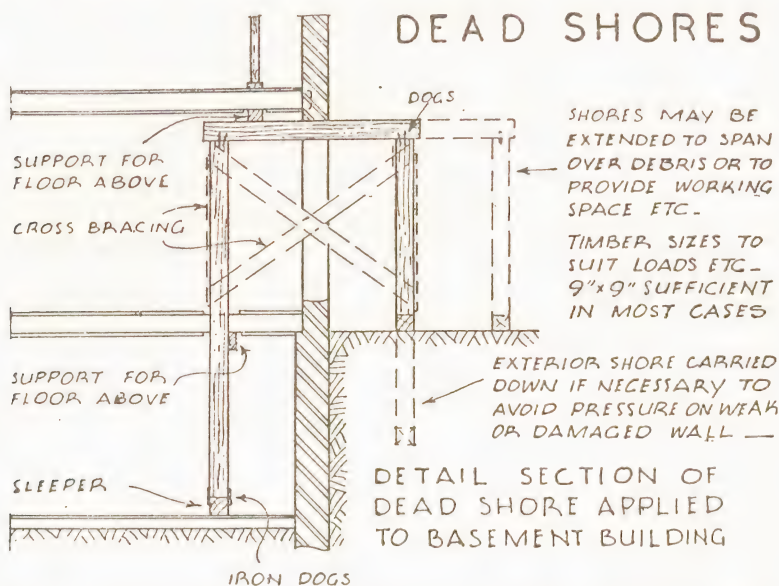 DEAD SHORES
DOGS
SHORES MAY BE
EXTENDED TO SPAN
OVER DEBRIS OR TO
PROVIDE WORKING
SPACE ETC.
TIMBER SIZES TO
SUIT LOADS ETC.
9"x9" SUFFICIENT
IN MOST CASES
SUPPORT FOR
FLOOR ABOVE
CROSS BRACING
SUPPORT FOR
FLOOR ABOVE
EXTERIOR SHORE CARRIED
DOWN IF NECESSARY TO
AVOID PRESSURE ON WEAK
OR DAMAGED WALL
SLEEPER
IRON DOGS
DETAIL SECTION OF
DEAD SHORE APPLIED
TO BASEMENT BUILDING